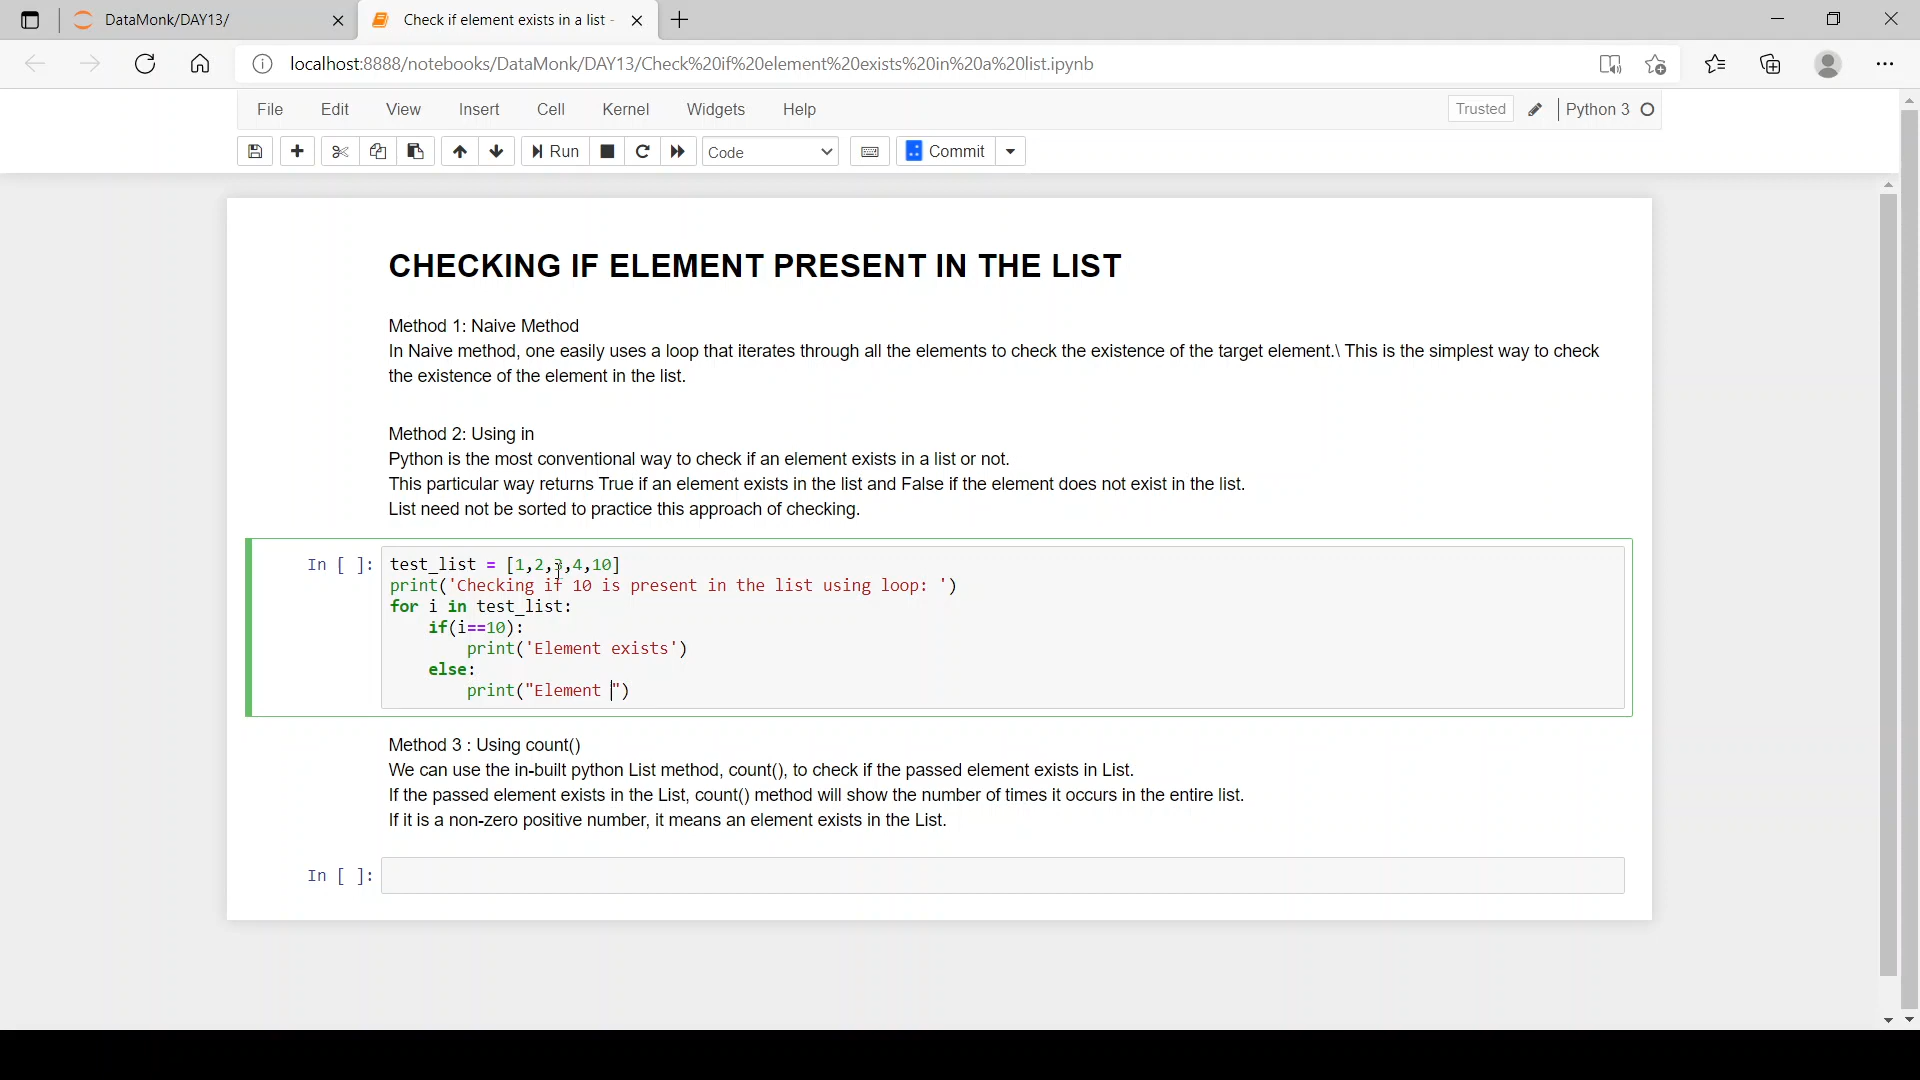 DataMonk/DAY13/
Check if element exists in a list -
localhost:8888/notebooks/DataMonk/DAY13/Check%20if%20element%20exists%20in%20a%20list.ipynb
File Edit View Insert Cell Kernel Widgets Help Trusted Python 3
Run Code Commit
CHECKING IF ELEMENT PRESENT IN THE LIST
Method 1: Naive Method
In Naive method, one easily uses a loop that iterates through all the elements to check the existence of the target element.\ This is the simplest way to check
the existence of the element in the list.
Method 2: Using in
Python is the most conventional way to check if an element exists in a list or not.
This particular way returns True if an element exists in the list and False if the element does not exist in the list.
List need not be sorted to practice this approach of checking.
In [ ]: test_list = [1,2,3,4,10]
print('Checking if 10 is present in the list using loop: ')
for i in test_list:
    if(i==10):
        print('Element exists')
    else:
        print("Element ")
Method 3 : Using count()
We can use the in-built python List method, count(), to check if the passed element exists in List.
If the passed element exists in the List, count() method will show the number of times it occurs in the entire list.
If it is a non-zero positive number, it means an element exists in the List.
In [ ]: